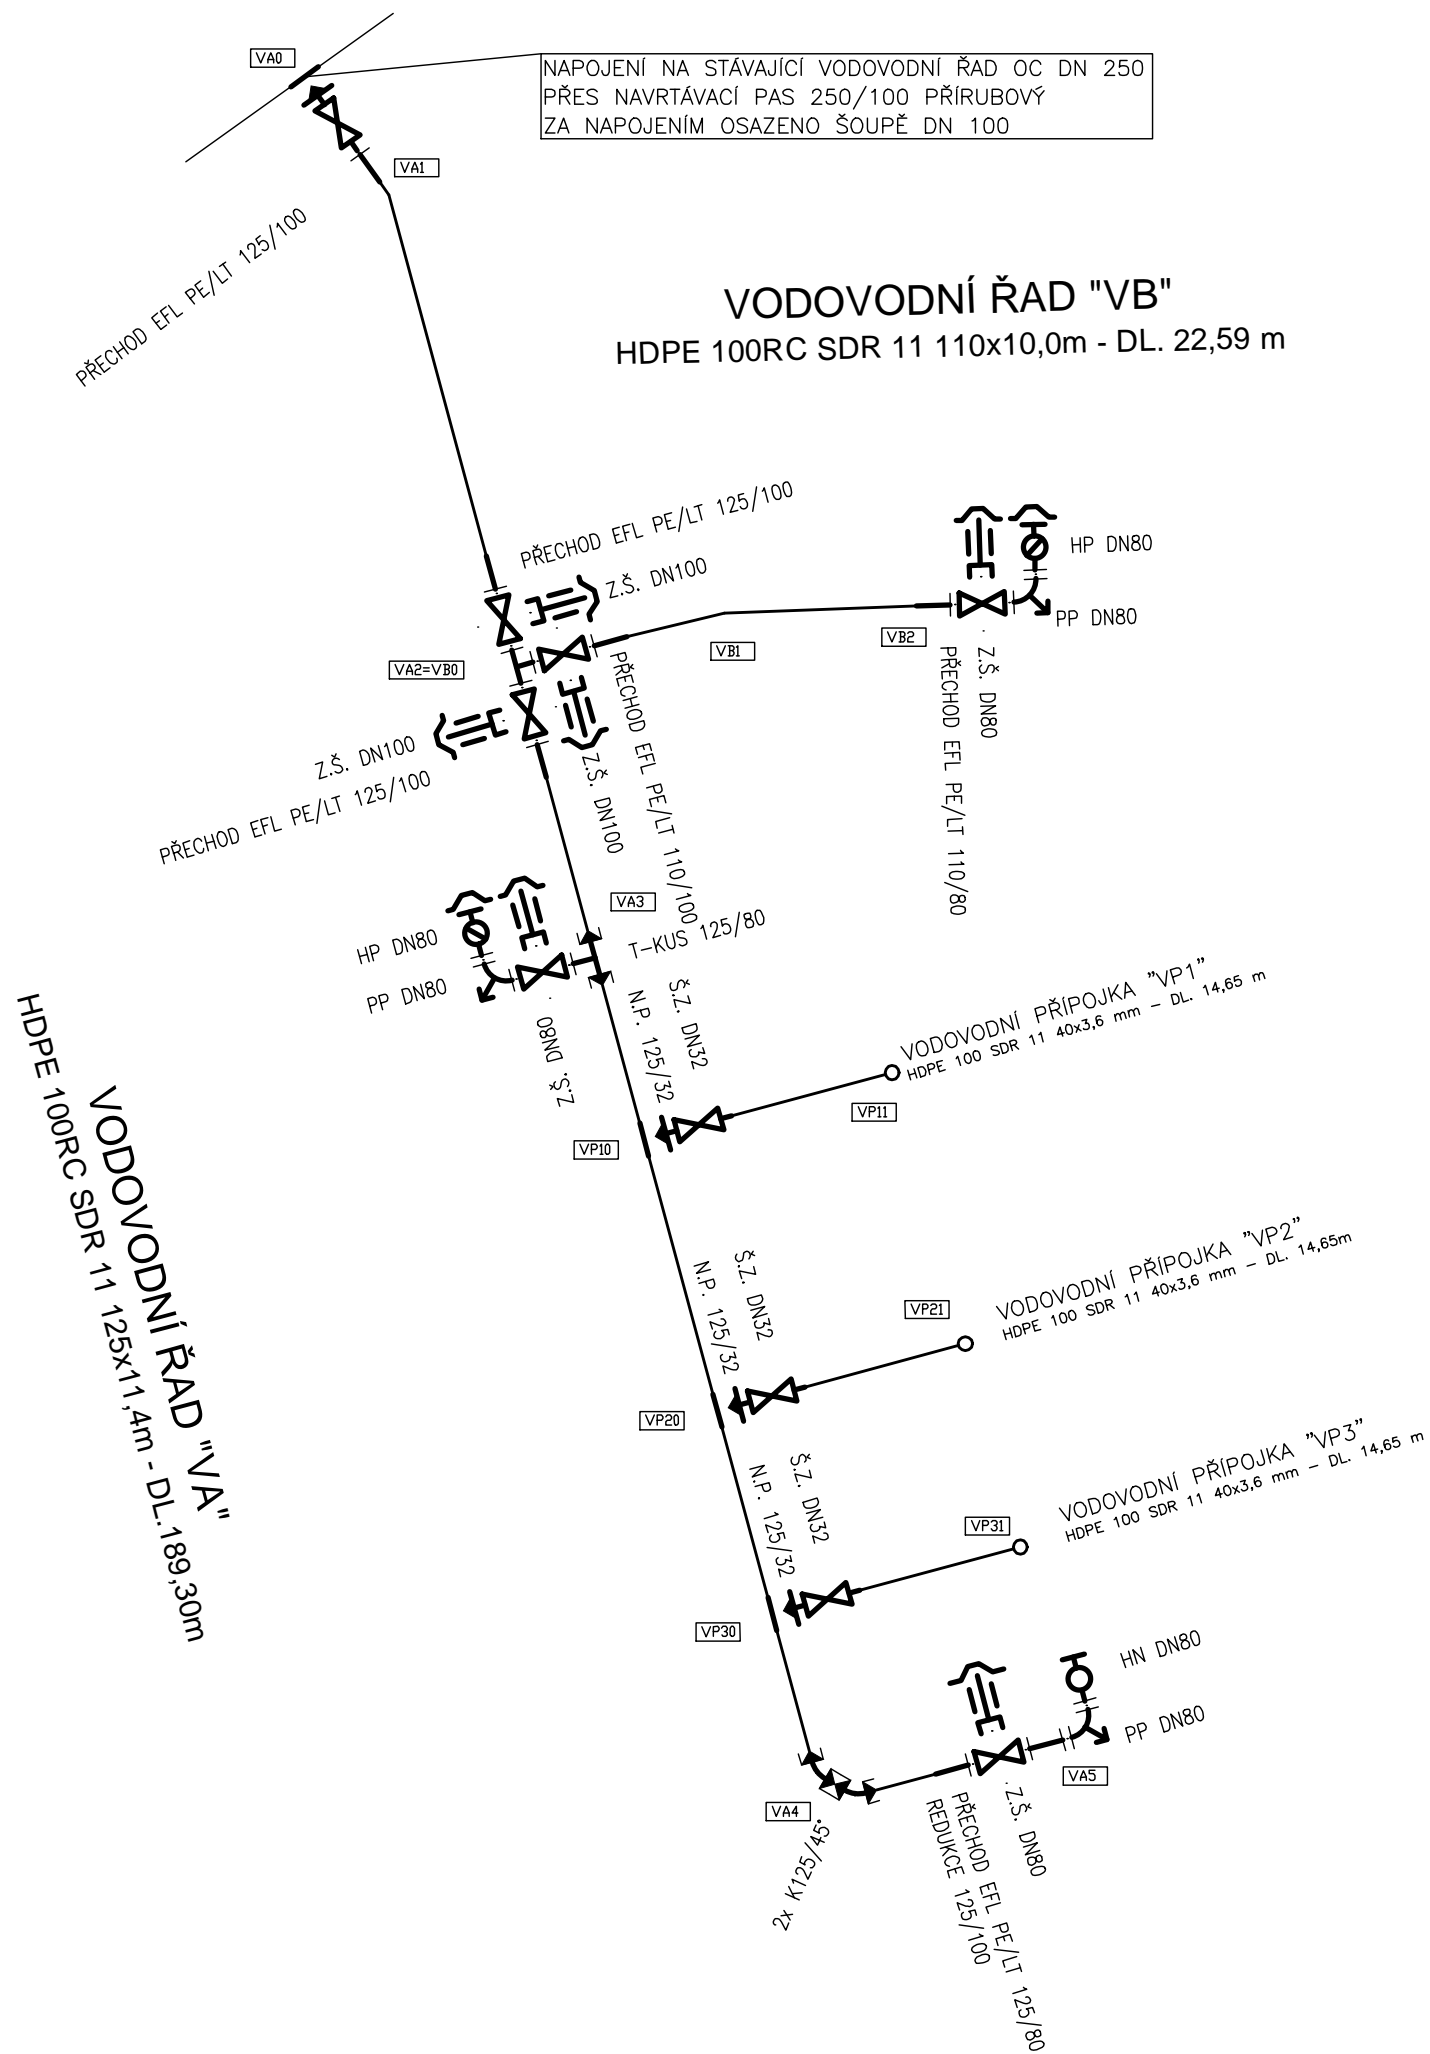 VA0
NAPOJENÍ NA STÁVAJÍCÍ VODOVODNÍ ŘAD OC DN 250
PŘES NAVRTÁVACÍ PAS 250/100 PŘÍRUBOVÝ
ZA NAPOJENÍM OSAZENO ŠOUPĚ DN 100
VA1
PŘECHOD EFL PE/LT 125/100
VODOVODNÍ ŘAD "VB"
HDPE 100RC SDR 11 110x10,0m - DL. 22,59 m
PŘECHOD EFL PE/LT 125/100
Z.Š. DN100
HP DN80
PP DN80
VA2=VB0
VB1
VB2
Z.Š. DN80
PŘECHOD EFL PE/LT 110/80
PŘECHOD EFL PE/LT 110/100
Z.Š. DN100
Z.Š. DN100
PŘECHOD EFL PE/LT 125/100
VA3
T-KUS 125/80
HP DN80
PP DN80
Z.Š. DN80
Š.Z. DN32
N.P. 125/32
VODOVODNÍ PŘÍPOJKA "VP1"
HDPE 100 SDR 11 40x3,6 mm - DL. 14,65 m
VP11
VP10
VODOVODNÍ ŘAD "VA"
HDPE 100RC SDR 11 125x11,4m - DL.189,30m
Š.Z. DN32
N.P. 125/32
VODOVODNÍ PŘÍPOJKA "VP2"
HDPE 100 SDR 11 40x3,6 mm - DL. 14,65m
VP21
VP20
Š.Z. DN32
N.P. 125/32
VODOVODNÍ PŘÍPOJKA "VP3"
HDPE 100 SDR 11 40x3,6 mm - DL. 14,65 m
VP31
VP30
HN DN80
PP DN80
VA5
VA4
2x K125/45°
Z.Š. DN80
PŘECHOD EFL PE/LT 125/80
REDUKCE 125/100